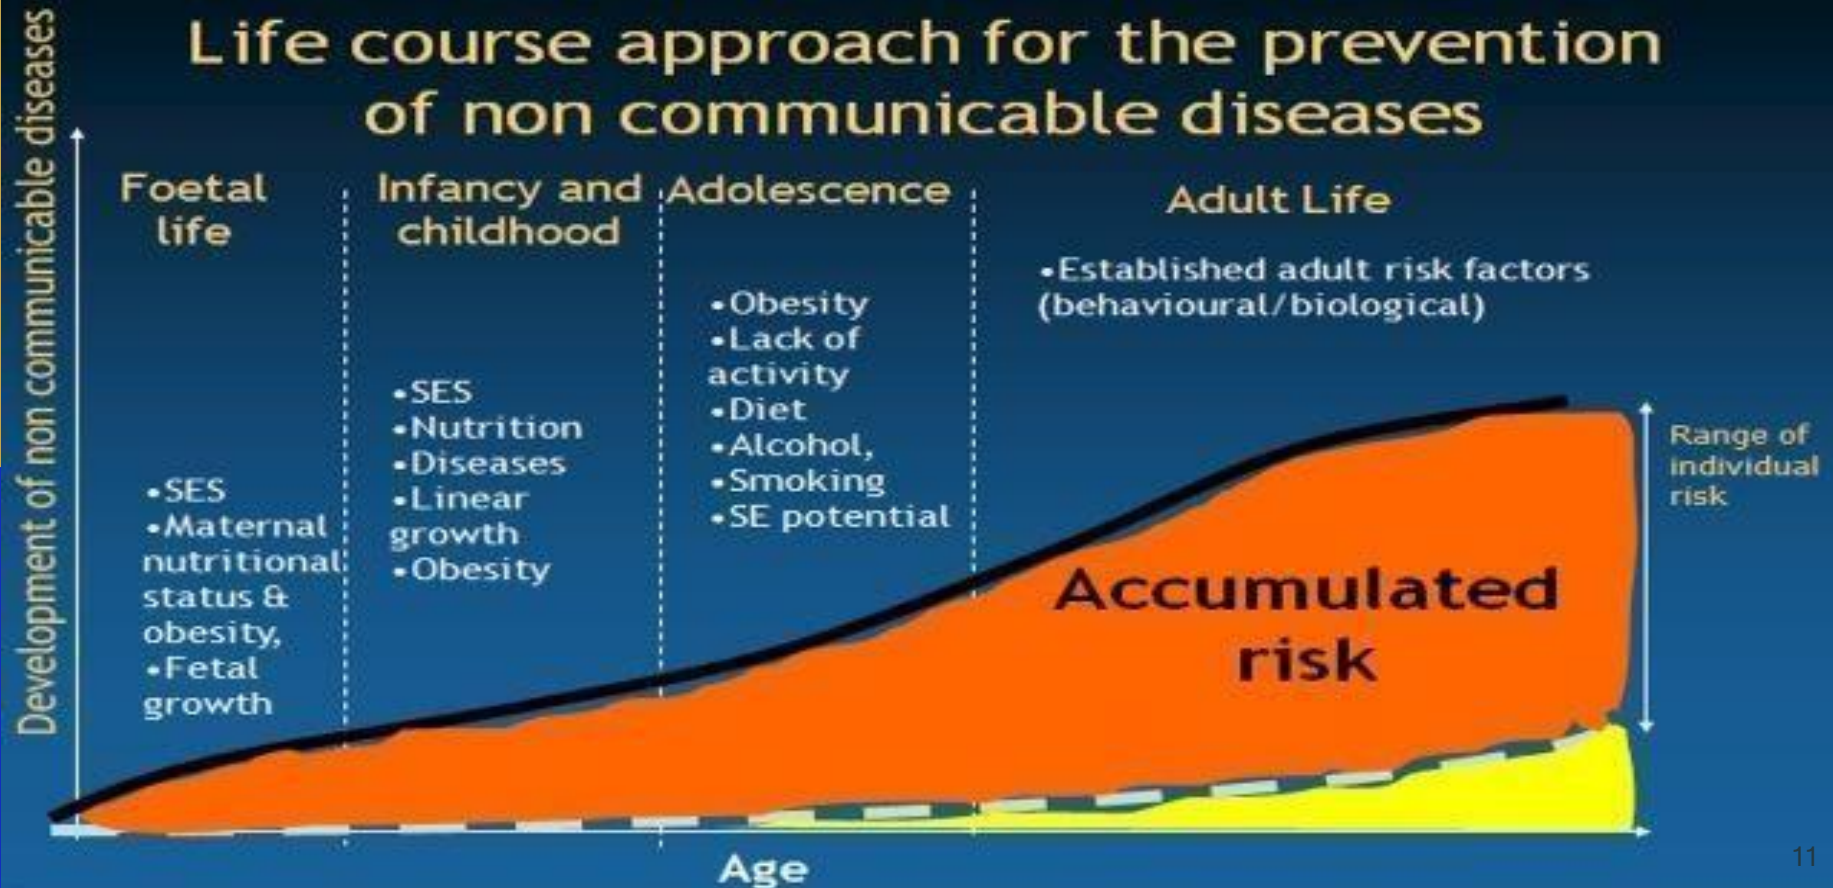 Life course approach for the prevention
of non communicable diseases
Development of non communicable diseases
Foetal
life
•SES
•Maternal
nutritional
status &
obesity,
•Fetal
growth
Infancy and
childhood
•SES
•Nutrition
•Diseases
•Linear
growth
•Obesity
Adolescence
•Obesity
•Lack of
activity
•Diet
•Alcohol,
•Smoking
•SE potential
Adult Life
•Established adult risk factors
(behavioural/biological)
Accumulated
risk
Range of
individual
risk
Age
11